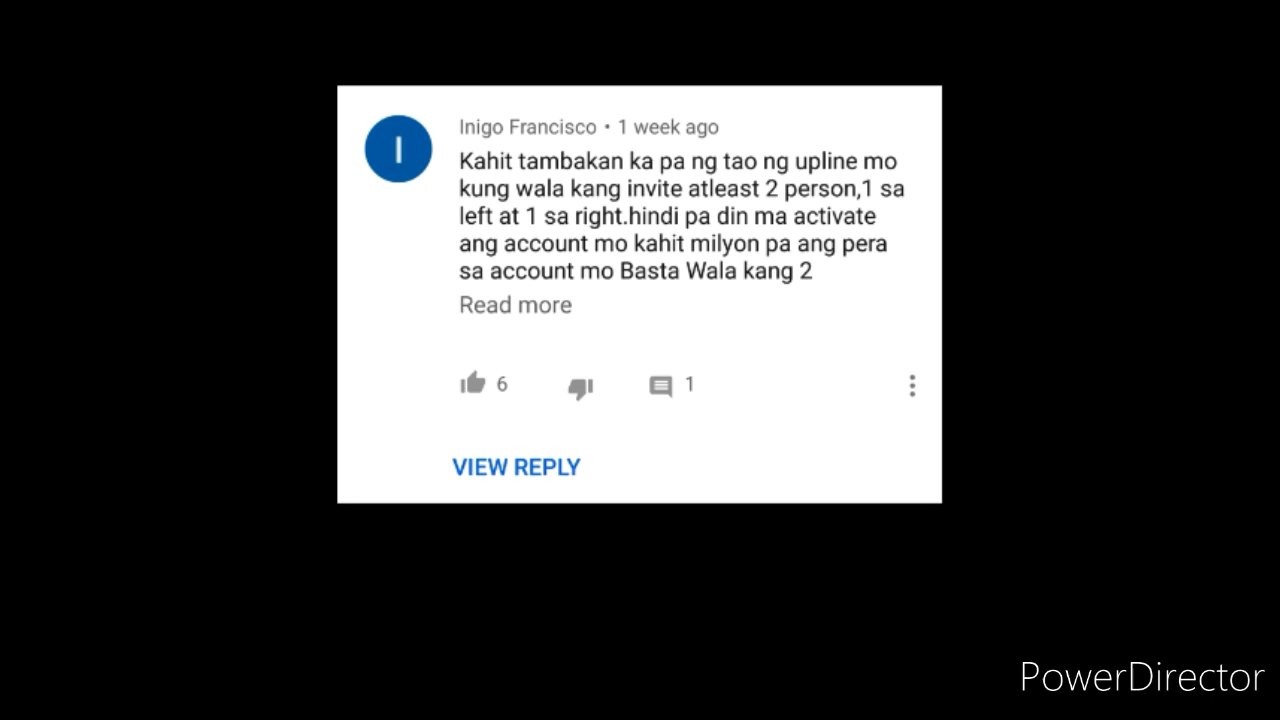 Inigo Francisco • 1 week ago
I
Kahit tambakan ka pa ng tao ng upline mo
kung wala kang invite atleast 2 person,1 sa
left at 1 sa right.hindi pa din ma activate
ang account mo kahit milyon pa ang pera
sa account mo Basta Wala kang 2
Read more
6
1
VIEW REPLY
PowerDirector